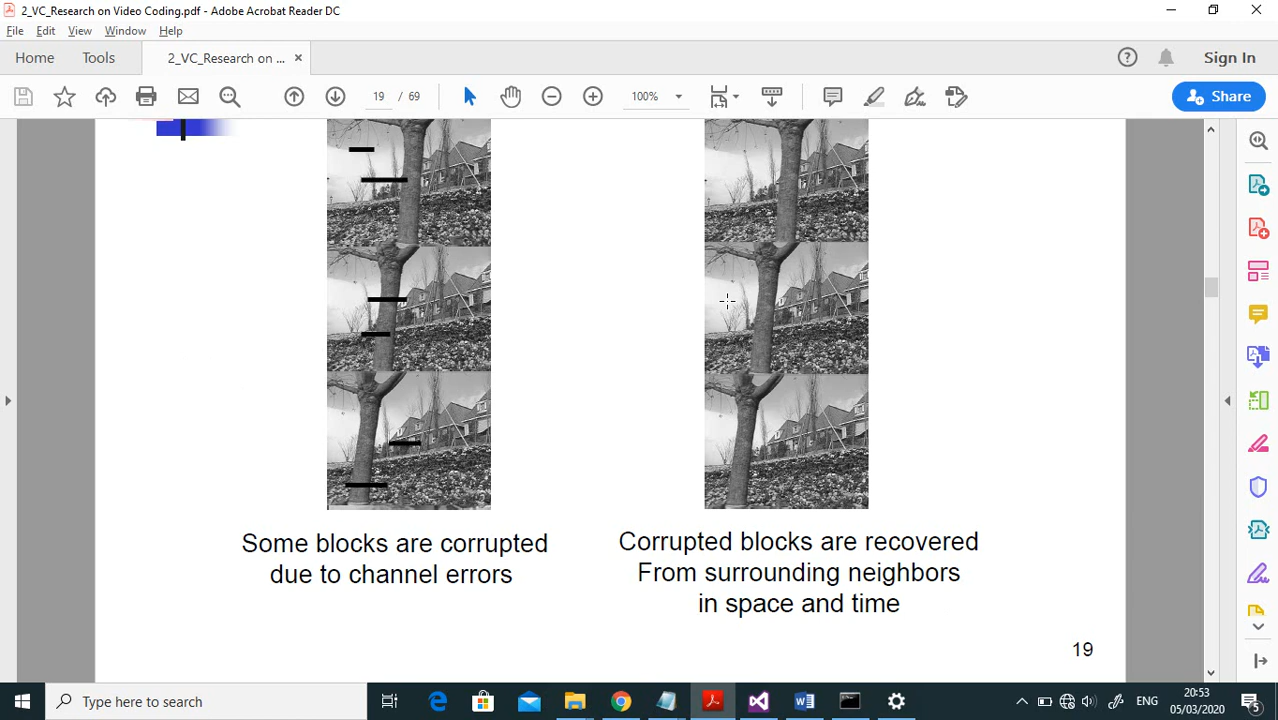 2_VC_Research on Video Coding.pdf - Adobe Acrobat Reader DC
File Edit View Window Help
Home Tools 2_VC_Research on ... × Sign In
19 / 69 100% Share
Some blocks are corrupted
due to channel errors
Corrupted blocks are recovered
From surrounding neighbors
in space and time
19
Type here to search
ENG
20:53
05/03/2020
5